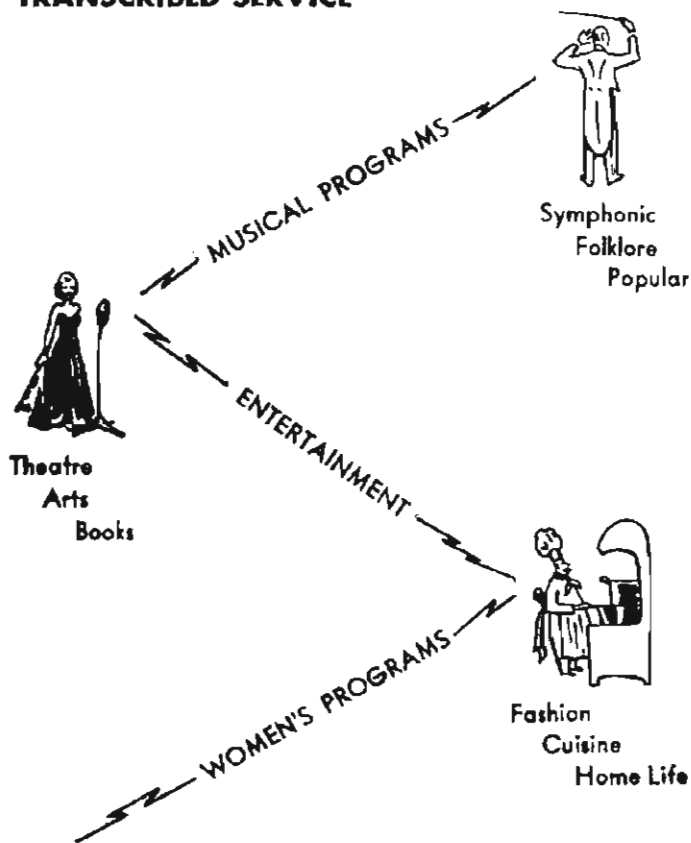 TRANSCRIBED SERVICE
MUSICAL PROGRAMS
Symphonic
Folklore
Popular
Theatre
Arts
Books
ENTERTAINMENT
Fashion
Cuisine
Home Life
WOMEN'S PROGRAMS